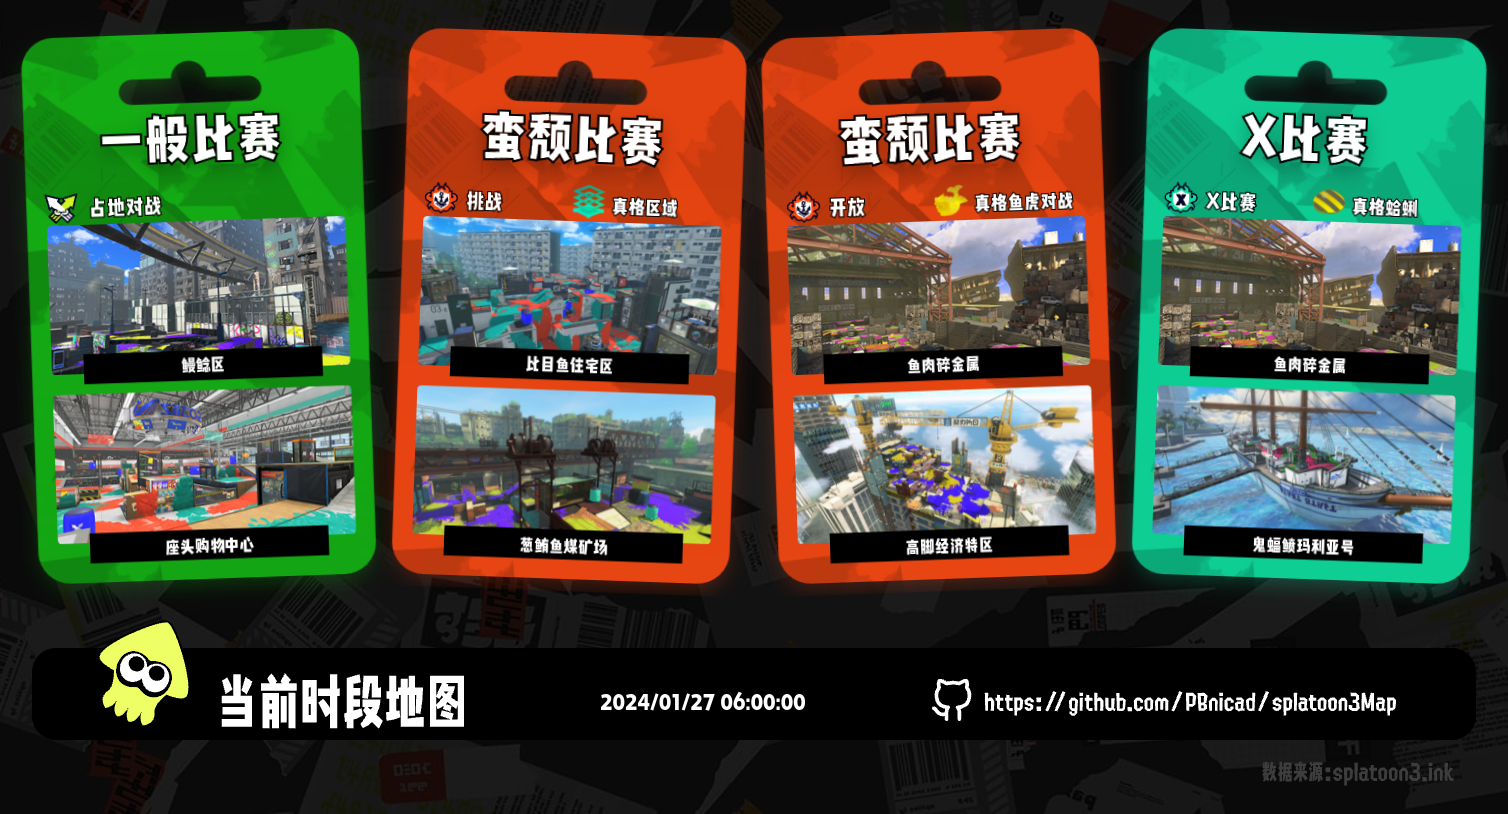 一般比赛
占地对战
鳗鲶区
座头购物中心
蛮颓比赛
挑战
真格区域
比目鱼住宅区
葱鲔鱼煤矿场
蛮颓比赛
开放
真格鱼虎对战
鱼肉碎金属
高脚经济特区
X比赛
X比赛
真格蛤蜊
鱼肉碎金属
鬼蝠鲼玛利亚号
当前时段地图
2024/01/27 06:00:00
https://github.com/PBnicad/splatoon3Map
数据来源:splatoon3.ink